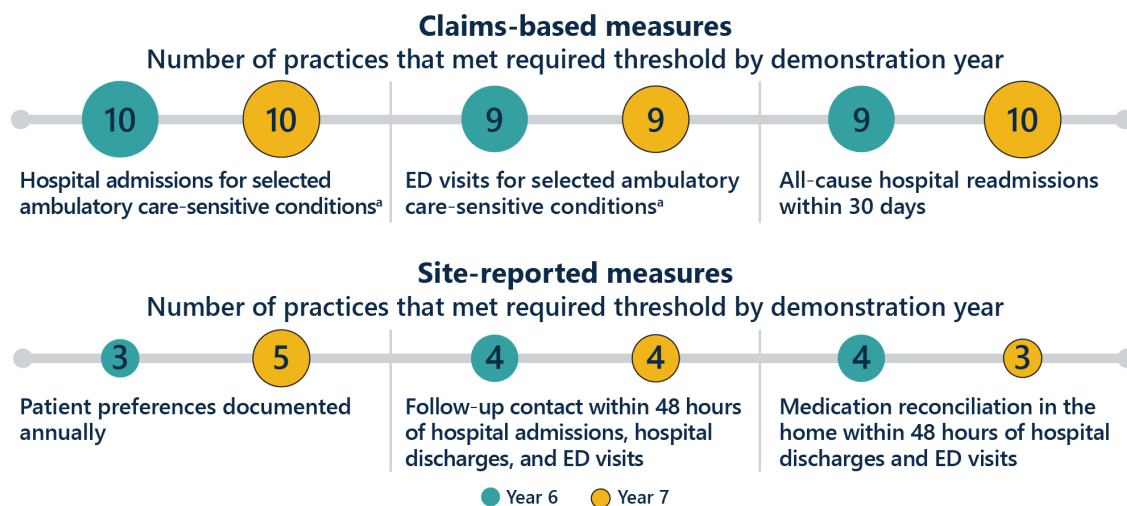 Claims-based measures
Number of practices that met required threshold by demonstration year
10 10 9 9 9 10
Hospital admissions for selected
ambulatory care-sensitive conditionsᵃ
ED visits for selected ambulatory
care-sensitive conditionsᵃ
All-cause hospital readmissions
within 30 days
Site-reported measures
Number of practices that met required threshold by demonstration year
3 5 4 4 4 3
Patient preferences documented
annually
Follow-up contact within 48 hours
of hospital admissions, hospital
discharges, and ED visits
Medication reconciliation in the
home within 48 hours of hospital
discharges and ED visits
Year 6 Year 7